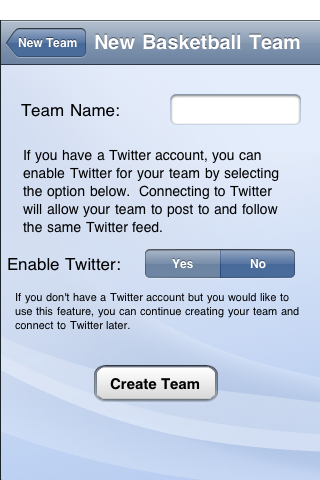 New Team
New Basketball Team
Team Name:
If you have a Twitter account, you can
enable Twitter for your team by selecting
the option below.  Connecting to Twitter
will allow your team to post to and follow
the same Twitter feed.
Enable Twitter:
Yes
No
If you don't have a Twitter account but you would like to
use this feature, you can continue creating your team and
connect to Twitter later.
Create Team